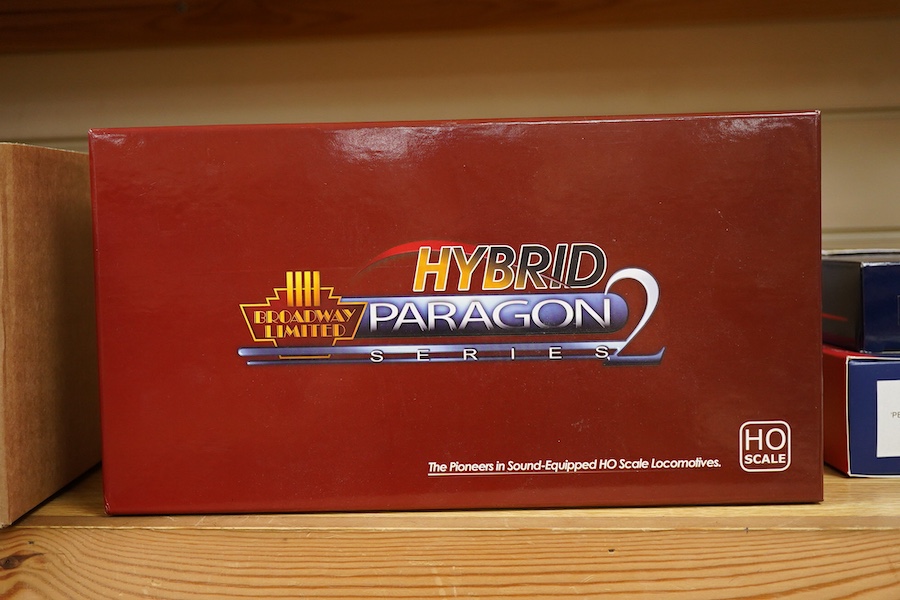 HYBRID
BROADWAY
LIMITED
PARAGON 2
SERIES
The Pioneers in Sound-Equipped HO Scale Locomotives.
HO
SCALE